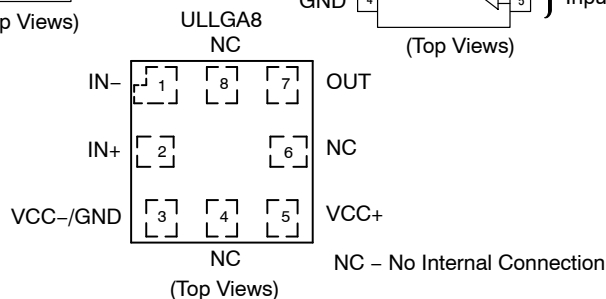 p Views)
GND 4
5
Inpu
(Top Views)
ULLGA8
NC
IN− 1 8 7 OUT
IN+ 2 6 NC
VCC−/GND 3 4 5 VCC+
NC
NC − No Internal Connection
(Top Views)